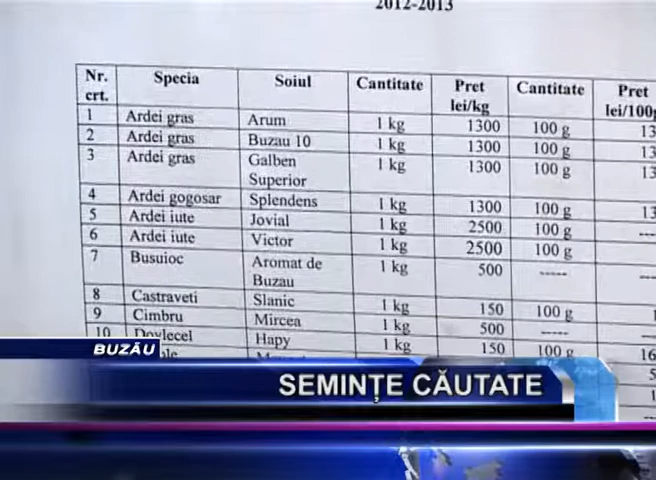 2012-2013
Nr. crt. Specia Soiul Cantitate Pret lei/kg Cantitate Pret
1 Ardei gras Arum 1 kg 1300 100 g
2 Ardei gras Buzau 10 1 kg 1300 100 g
3 Ardei gras Galben Superior 1 kg 1300 100 g
4 Ardei gogosar Splendens 1 kg 1300 100 g
5 Ardei iute Jovial 1 kg 2500 100 g ----
6 Ardei iute Victor 1 kg 2500 100 g
7 Busuioc Aromat de Buzau 1 kg 500 ----- ---
8 Castraveti Slanic 1 kg 150 100 g
9 Cimbru Mircea 1 kg 500 -----
10 Dovlecel Hapy 1 kg 150 100 g
BUZĂU
SEMINȚE CĂUTATE